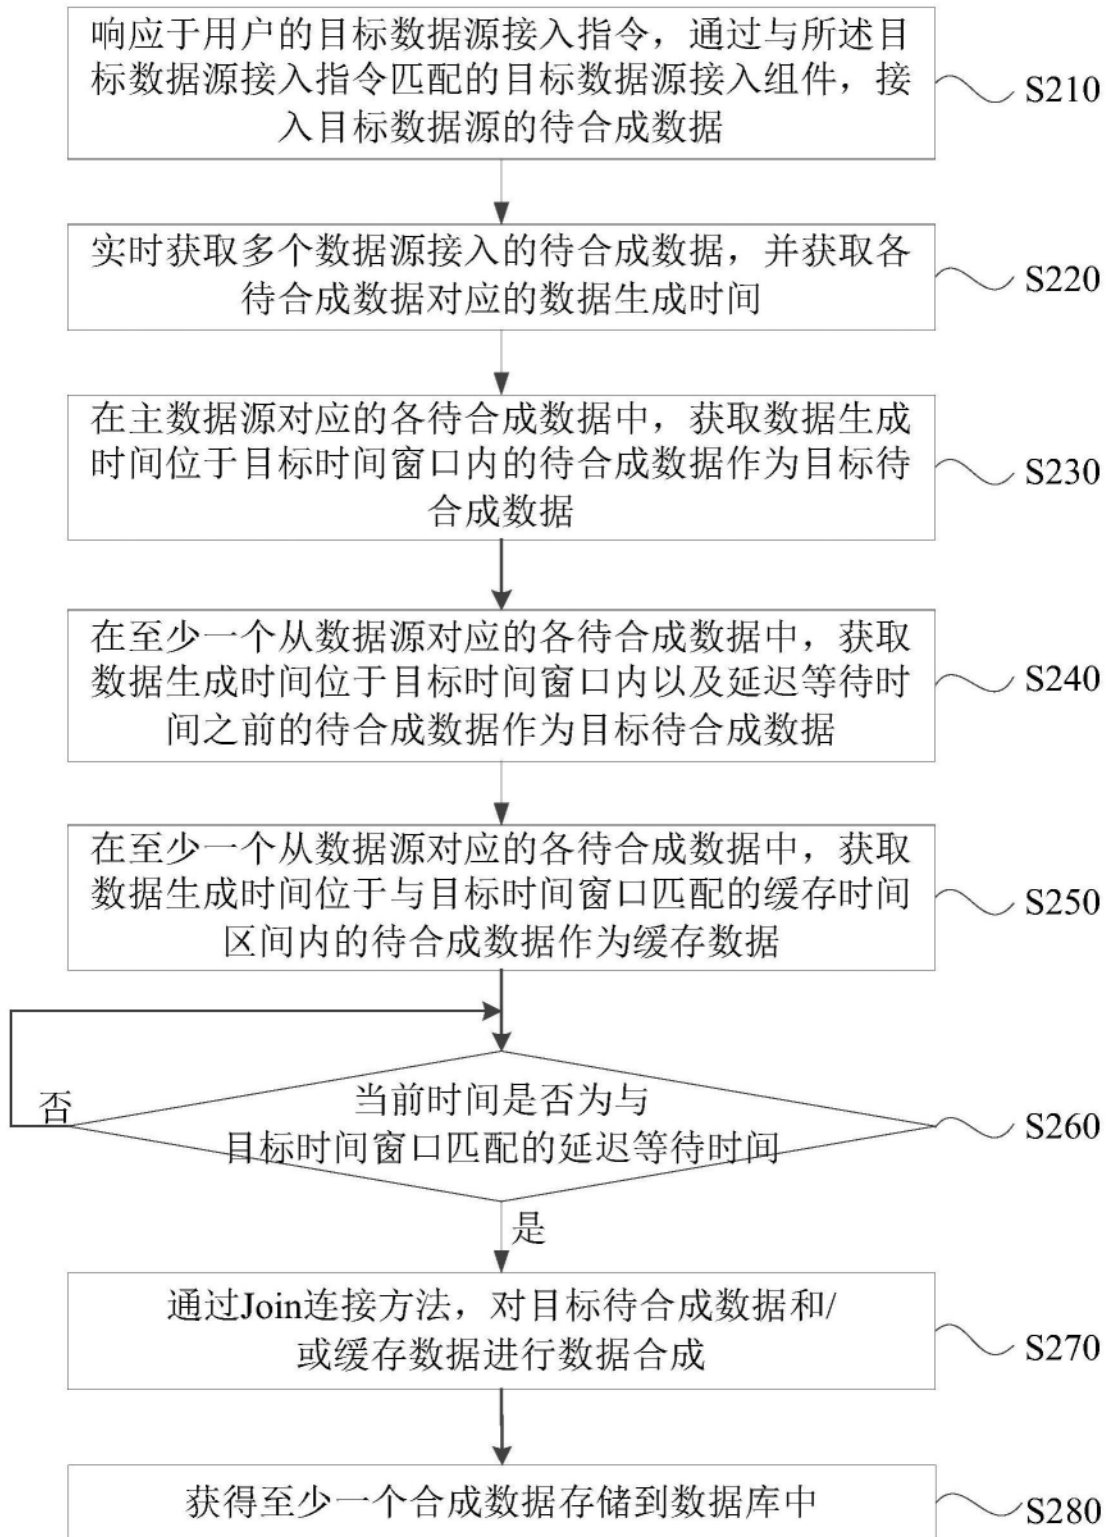 响应于用户的目标数据源接入指令，通过与所述目
标数据源接入指令匹配的目标数据源接入组件，接
入目标数据源的待合成数据
S210
实时获取多个数据源接入的待合成数据，并获取各
待合成数据对应的数据生成时间
S220
在主数据源对应的各待合成数据中，获取数据生成
时间位于目标时间窗口内的待合成数据作为目标待
合成数据
S230
在至少一个从数据源对应的各待合成数据中，获取
数据生成时间位于目标时间窗口内以及延迟等待时
间之前的待合成数据作为目标待合成数据
S240
在至少一个从数据源对应的各待合成数据中，获取
数据生成时间位于与目标时间窗口匹配的缓存时间
区间内的待合成数据作为缓存数据
S250
否
当前时间是否为与
目标时间窗口匹配的延迟等待时间
S260
是
通过Join连接方法，对目标待合成数据和/
或缓存数据进行数据合成
S270
获得至少一个合成数据存储到数据库中
S280